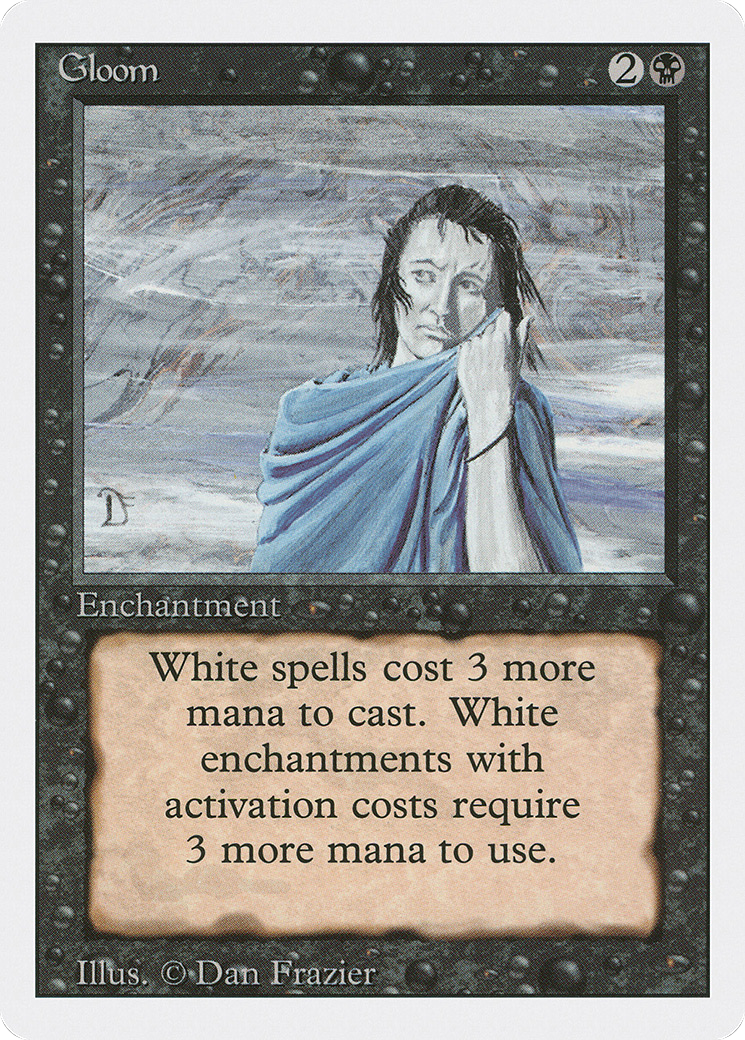 Gloom 2
DF
Enchantment
White spells cost 3 more
mana to cast. White
enchantments with
activation costs require
3 more mana to use.
Illus. © Dan Frazier